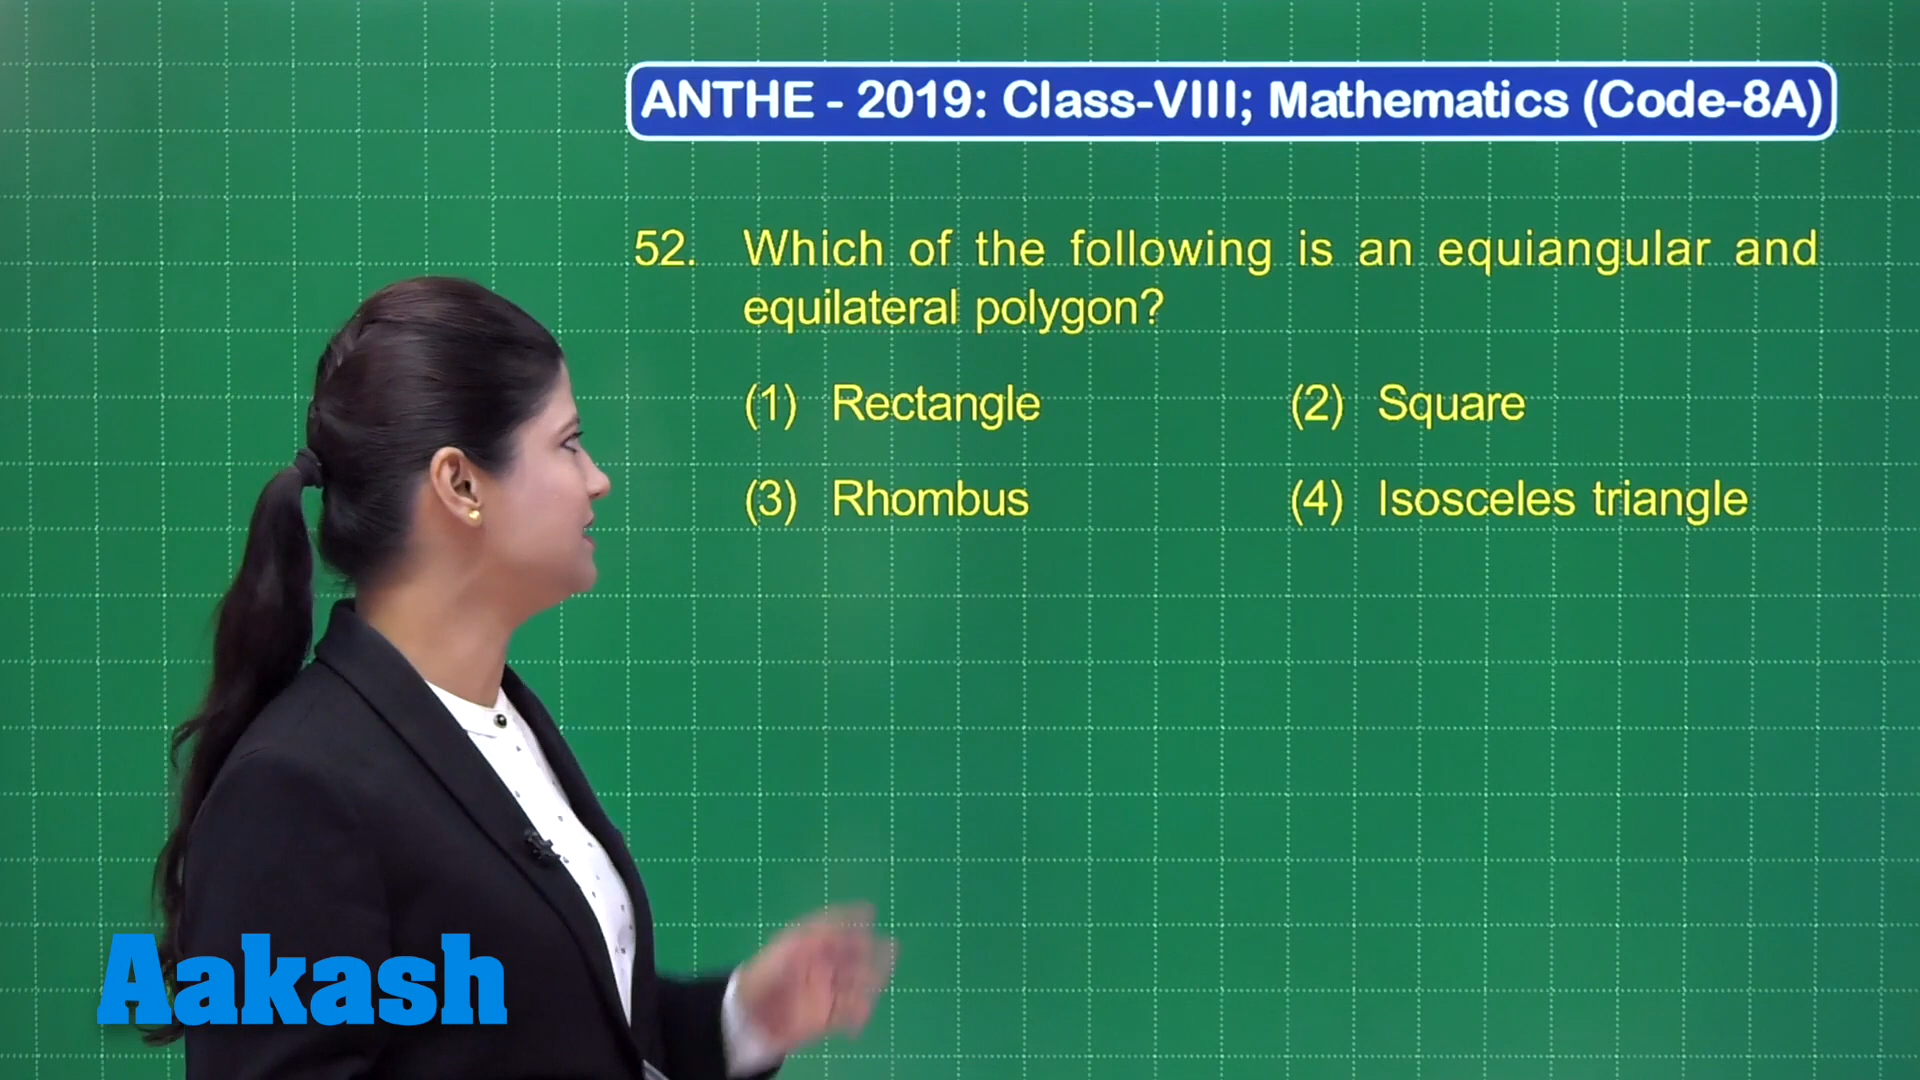 ANTHE - 2019: Class-VIII; Mathematics (Code-8A)
52. Which of the following is an equiangular and
equilateral polygon?
(1) Rectangle (2) Square
(3) Rhombus (4) Isosceles triangle
Aakash